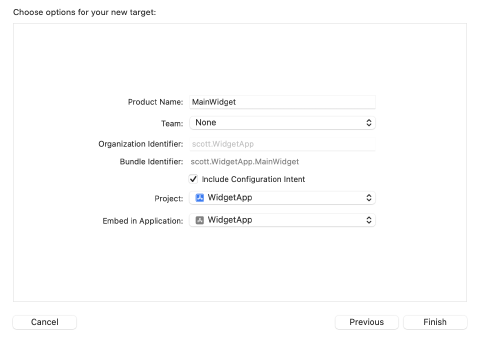 Choose options for your new target:
Product Name: MainWidget
Team: None
Organization Identifier: scott.WidgetApp
Bundle Identifier: scott.WidgetApp.MainWidget
Include Configuration Intent
Project: WidgetApp
Embed in Application: WidgetApp
Cancel Previous Finish